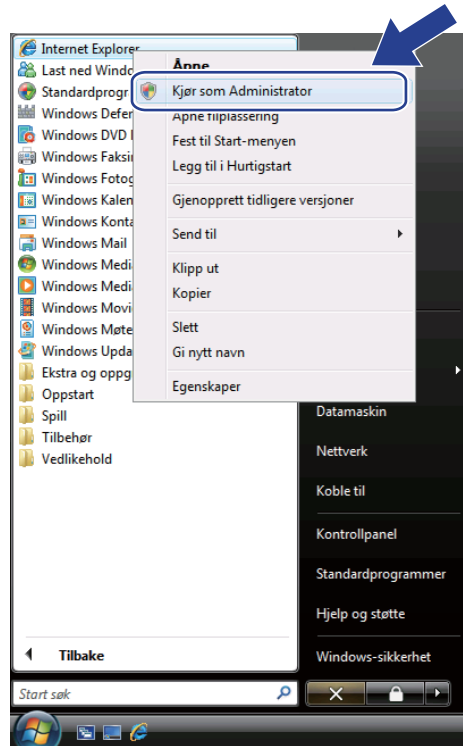 Internet Explorer
Last ned Windo
Standardprogr
Windows Defer
Windows DVD
Windows Faksi
Windows Fotog
Windows Kalen
Windows Konta
Windows Mail
Windows Medi
Windows Medi
Windows Movi
Windows Møte
Windows Upda
Ekstra og oppg
Oppstart
Spill
Tilbehør
Vedlikehold
Tilbake
Start søk
Åpne
Kjør som Administrator
Åpne filplassering
Fest til Start-menyen
Legg til i Hurtigstart
Gjenopprett tidligere versjoner
Send til
Klipp ut
Kopier
Slett
Gi nytt navn
Egenskaper
Datamaskin
Nettverk
Koble til
Kontrollpanel
Standardprogrammer
Hjelp og støtte
Windows-sikkerhet